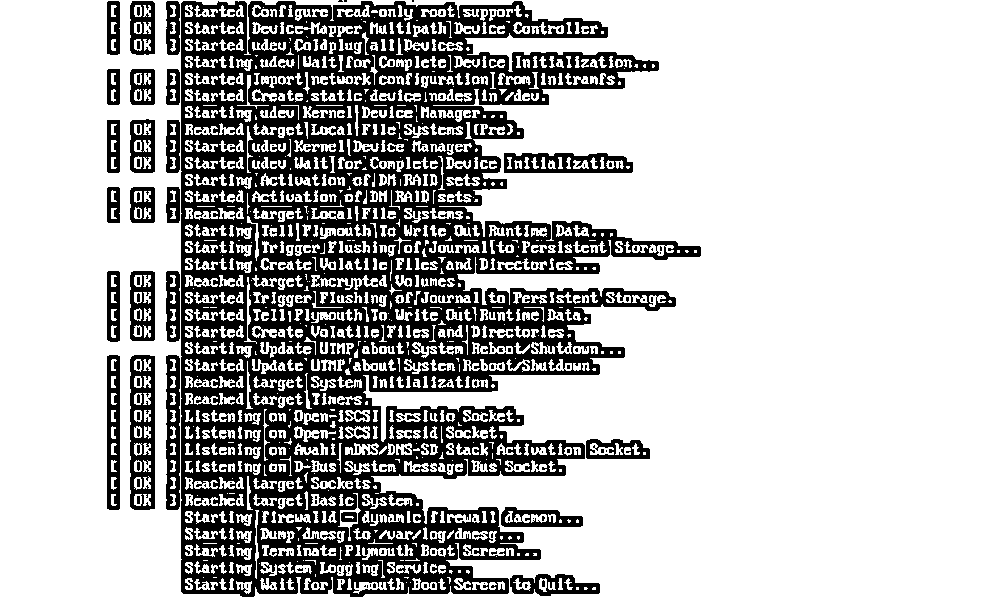 [ OK ] Started Configure read-only root support.
[ OK ] Started Device-Mapper Multipath Device Controller.
[ OK ] Started udev Coldplug all Devices.
Starting udev Wait for Complete Device Initialization...
[ OK ] Started Import network configuration from initramfs.
[ OK ] Started Create static device nodes in /dev.
Starting udev Kernel Device Manager...
[ OK ] Reached target Local File Systems (Pre).
[ OK ] Started udev Kernel Device Manager.
[ OK ] Started udev Wait for Complete Device Initialization.
Starting Activation of DM RAID sets...
[ OK ] Started Activation of DM RAID sets.
[ OK ] Reached target Local File Systems.
Starting Tell Plymouth To Write Out Runtime Data...
Starting Trigger Flushing of Journal to Persistent Storage...
Starting Create Volatile Files and Directories...
[ OK ] Reached target Encrypted Volumes.
[ OK ] Started Trigger Flushing of Journal to Persistent Storage.
[ OK ] Started Tell Plymouth To Write Out Runtime Data.
[ OK ] Started Create Volatile Files and Directories.
Starting Update UTMP about System Reboot/Shutdown...
[ OK ] Started Update UTMP about System Reboot/Shutdown.
[ OK ] Reached target System Initialization.
[ OK ] Reached target Timers.
[ OK ] Listening on Open-iSCSI iscsiuio Socket.
[ OK ] Listening on Open-iSCSI iscsid Socket.
[ OK ] Listening on Avahi mDNS/DNS-SD Stack Activation Socket.
[ OK ] Listening on D-Bus System Message Bus Socket.
[ OK ] Reached target Sockets.
[ OK ] Reached target Basic System.
Starting firewalld - dynamic firewall daemon...
Starting Dump dmesg to /var/log/dmesg...
Starting Terminate Plymouth Boot Screen...
Starting System Logging Service...
Starting Wait for Plymouth Boot Screen to Quit...